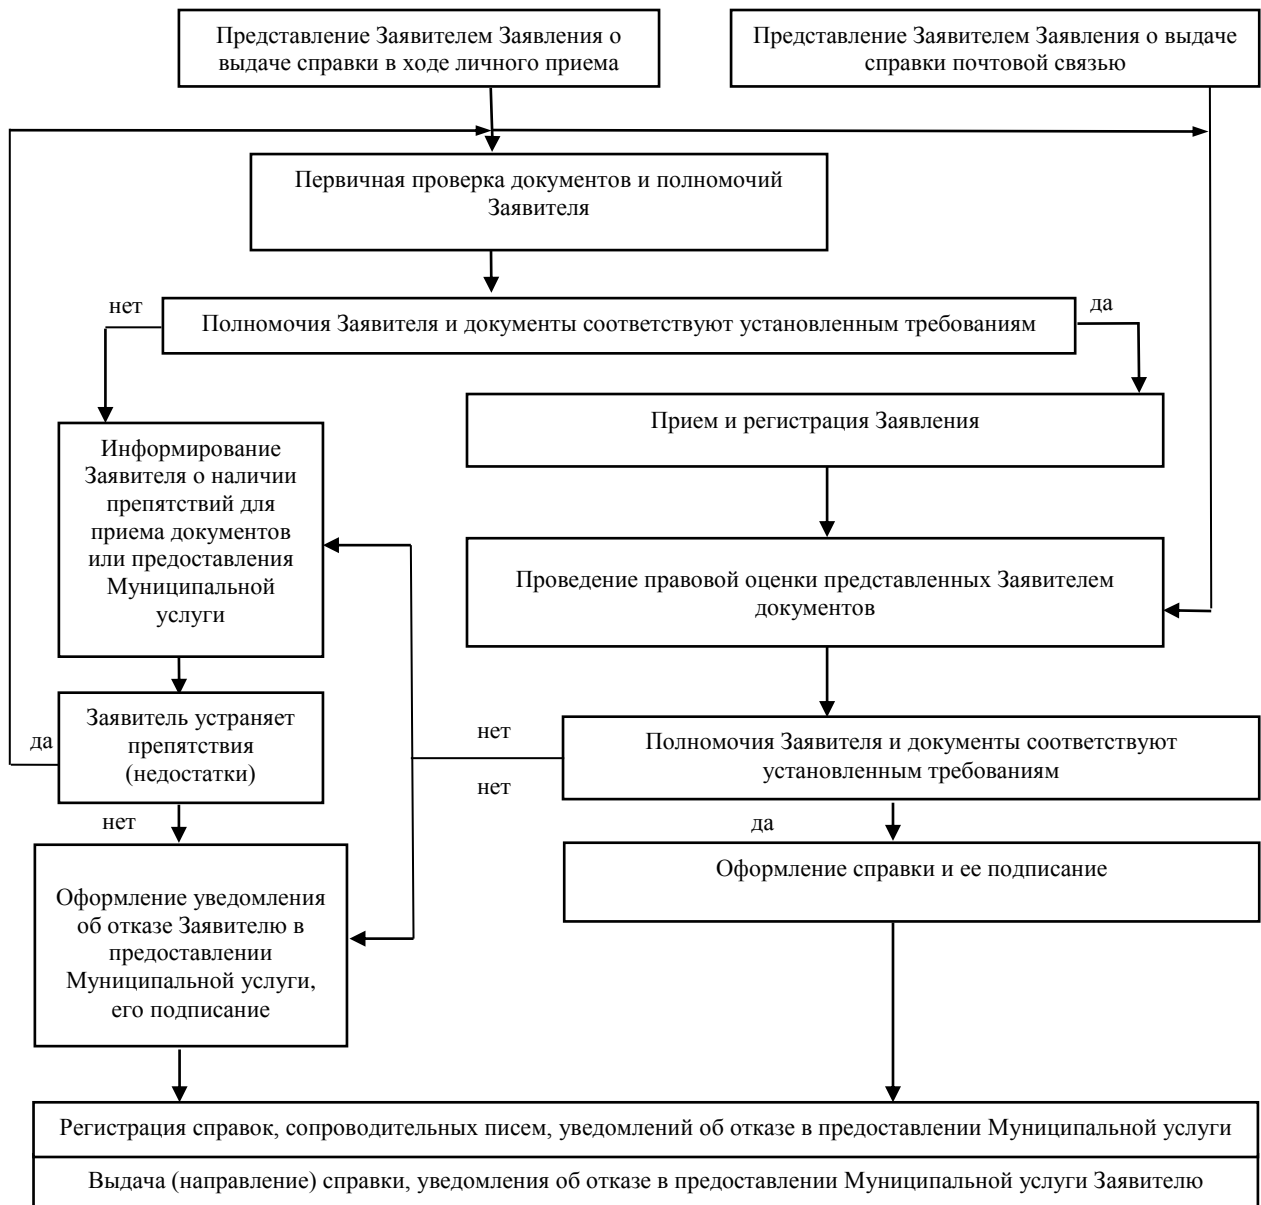 Представление Заявителем Заявления о
выдаче справки в ходе личного приема
Представление Заявителем Заявления о выдаче
справки почтовой связью
Первичная проверка документов и полномочий
Заявителя
нет
Полномочия Заявителя и документы соответствуют установленным требованиям
да
Прием и регистрация Заявления
Информирование
Заявителя о наличии
препятствий для
приема документов
или предоставления
Муниципальной
услуги
Проведение правовой оценки представленных Заявителем
документов
да
Заявитель устраняет
препятствия
(недостатки)
нет
нет
Полномочия Заявителя и документы соответствуют
установленным требованиям
нет
да
Оформление справки и ее подписание
Оформление уведомления
об отказе Заявителю в
предоставлении
Муниципальной услуги,
его подписание
Регистрация справок, сопроводительных писем, уведомлений об отказе в предоставлении Муниципальной услуги
Выдача (направление) справки, уведомления об отказе в предоставлении Муниципальной услуги Заявителю